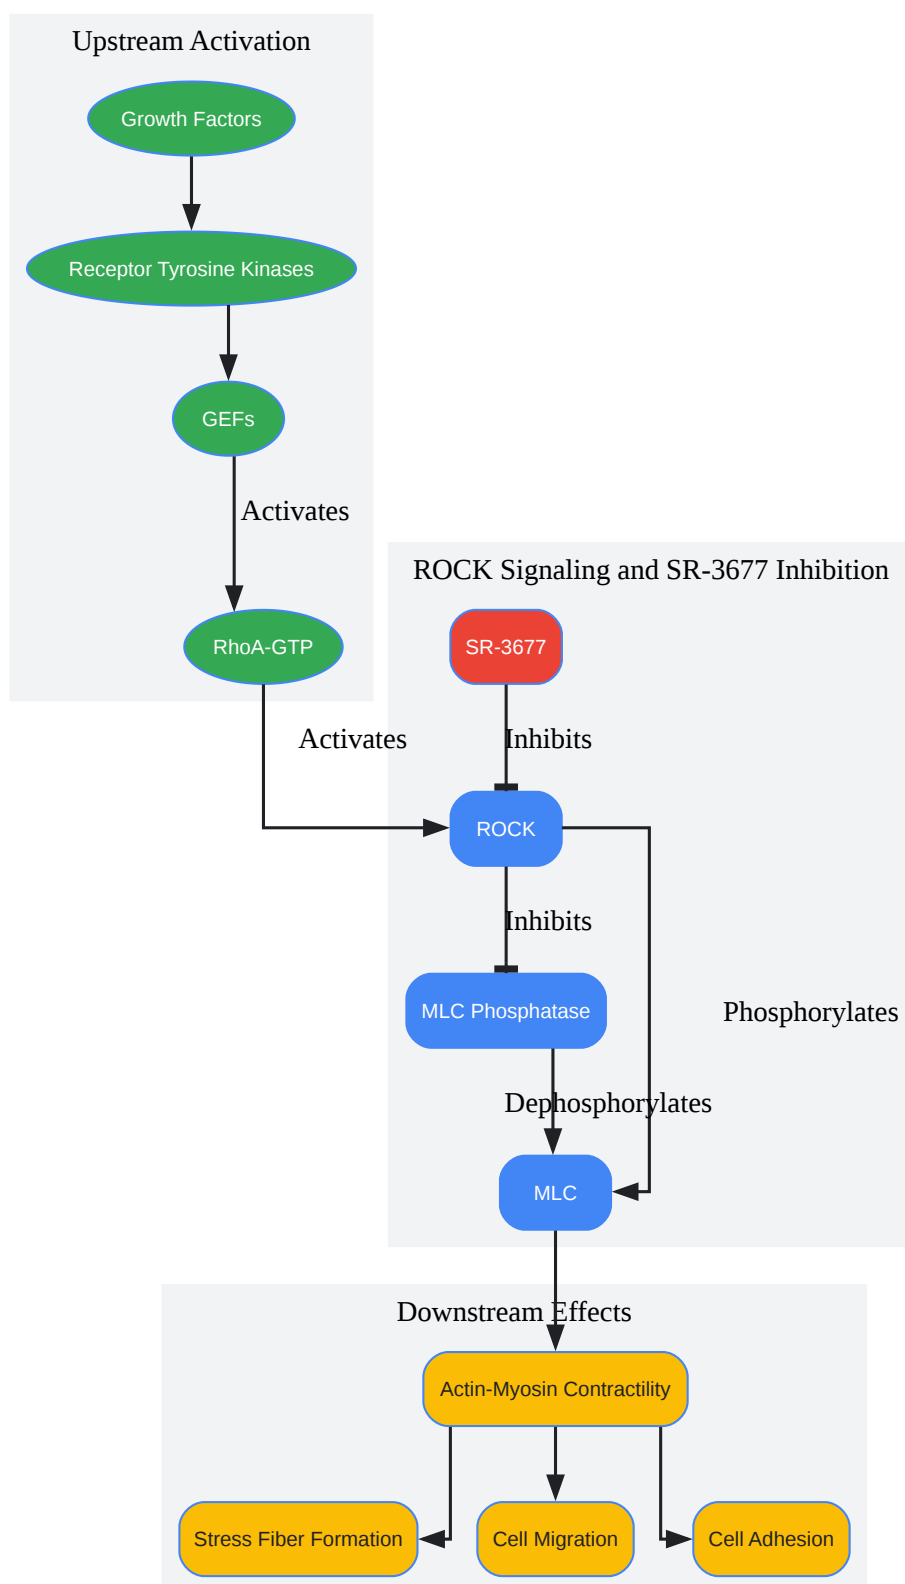 Upstream Activation
Growth Factors
Receptor Tyrosine Kinases
GEFs
Activates
RhoA-GTP
ROCK Signaling and SR-3677 Inhibition
SR-3677
Activates
Inhibits
ROCK
Inhibits
MLC Phosphatase
Phosphorylates
Dephosphorylates
MLC
Downstream Effects
Actin-Myosin Contractility
Stress Fiber Formation
Cell Migration
Cell Adhesion